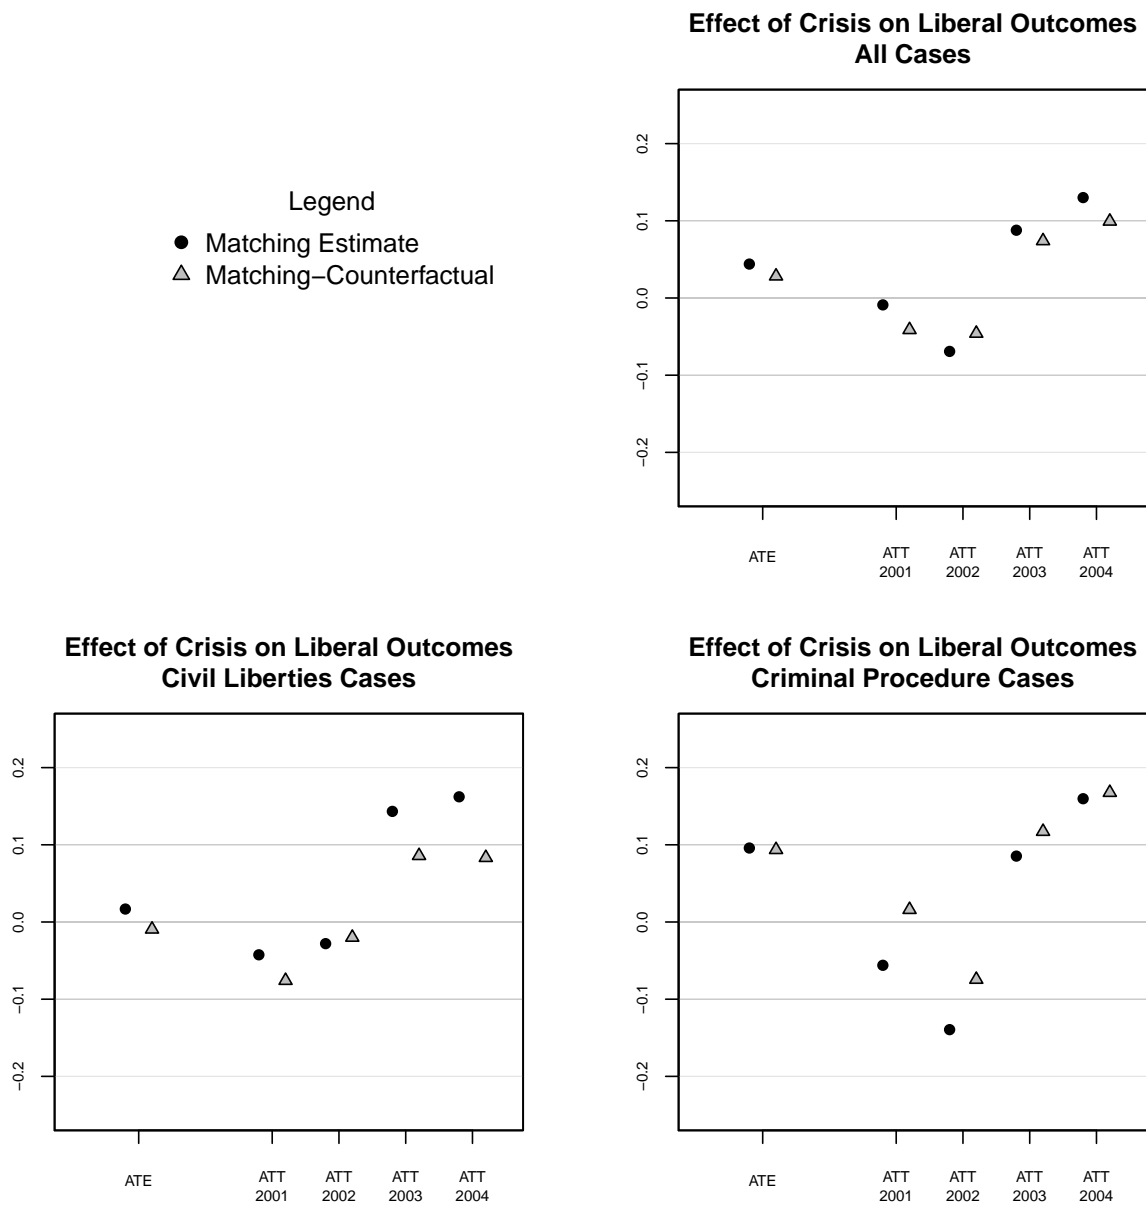 Effect of Crisis on Liberal Outcomes
All Cases
Legend
Matching Estimate
Matching−Counterfactual
0.2
0.1
0.0
−0.1
−0.2
ATE
ATT
2001
ATT
2002
ATT
2003
ATT
2004
Effect of Crisis on Liberal Outcomes
Civil Liberties Cases
0.2
0.1
0.0
−0.1
−0.2
ATE
ATT
2001
ATT
2002
ATT
2003
ATT
2004
Effect of Crisis on Liberal Outcomes
Criminal Procedure Cases
0.2
0.1
0.0
−0.1
−0.2
ATE
ATT
2001
ATT
2002
ATT
2003
ATT
2004